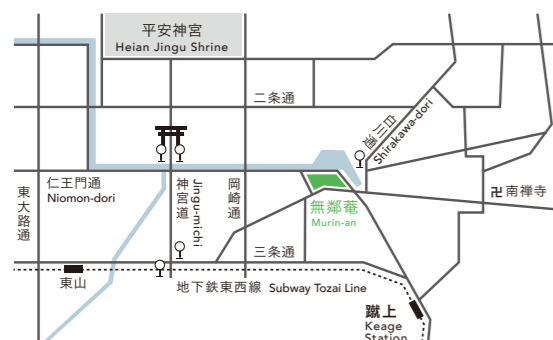 平安神宮
Heian Jingu Shrine
二条通
白川通
Shirakawa-dori
仁王門通
Niomon-dori
東大路通
神宮道
Jingu-michi
岡崎通
無鄰菴
Murin-an
卍南禅寺
三条通
東山
地下鉄東西線 Subway Tozai Line
蹴上
Keage
Station